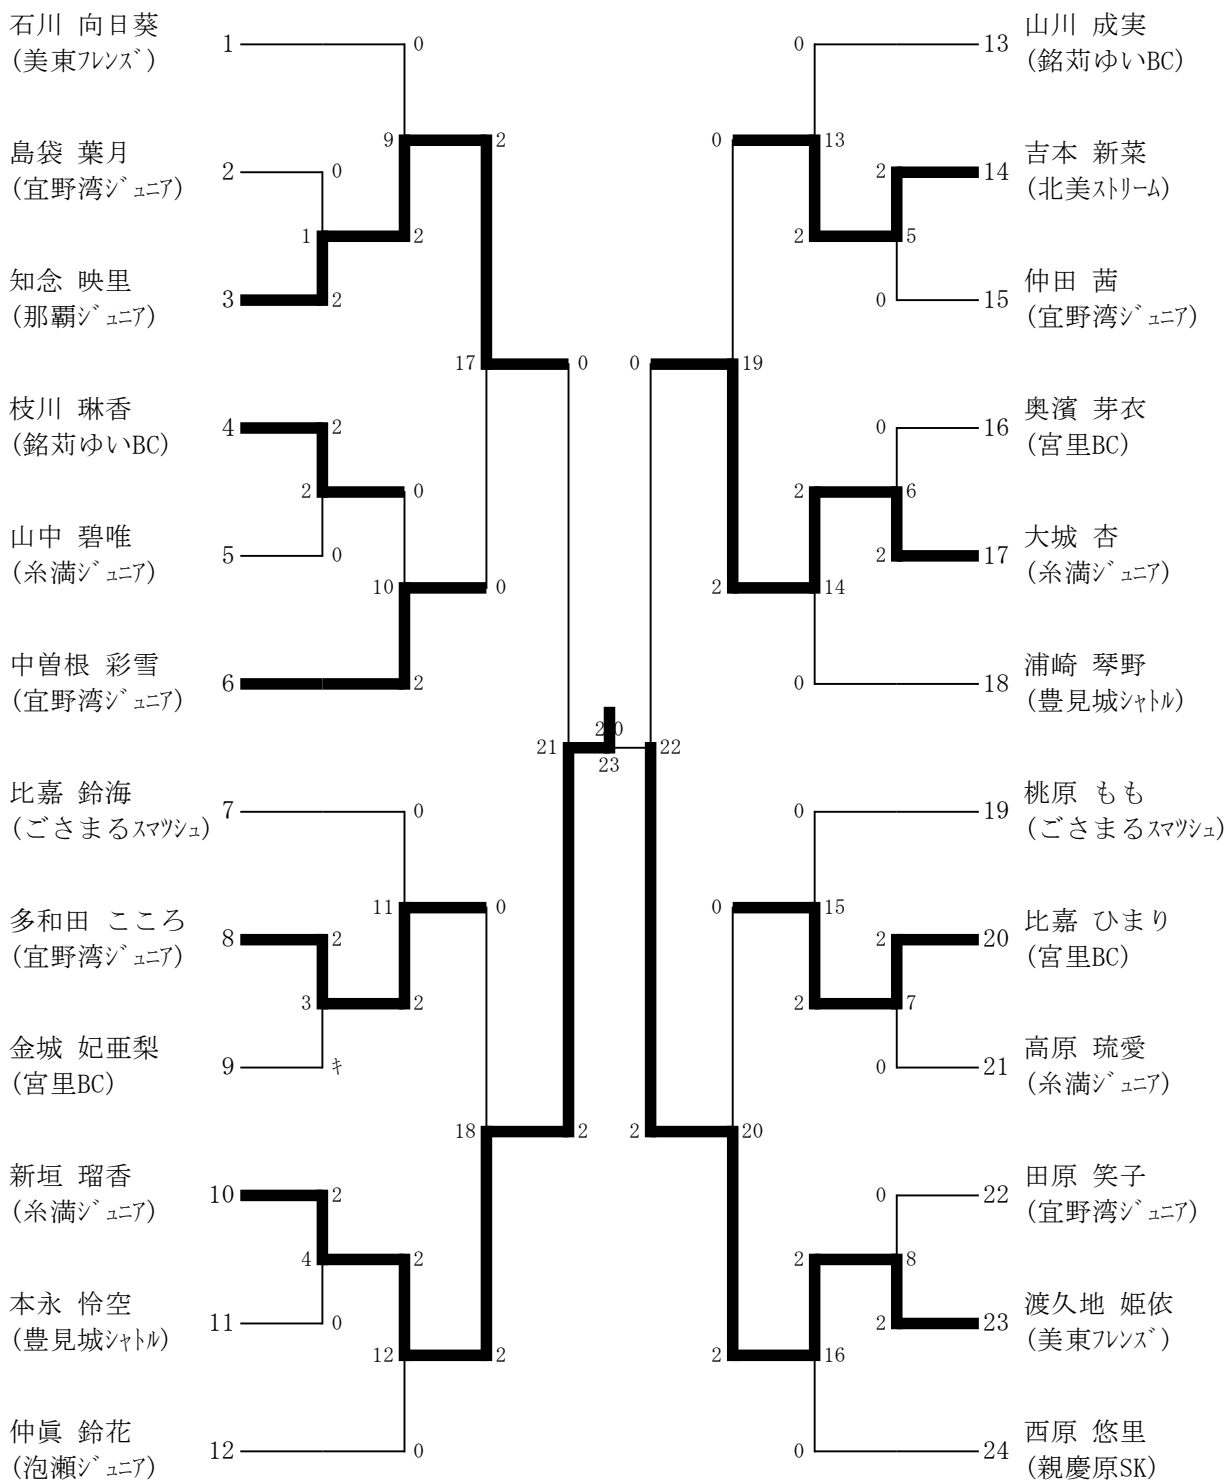 石川 向日葵
(美東フレンズ)
1
0
島袋 葉月
(宜野湾ジュニア)
2
0
9
2
1
2
知念 映里
(那覇ジュニア)
3
2
17
0
枝川 琳香
(銘苅ゆいBC)
4
2
2
0
山中 碧唯
(糸満ジュニア)
5
0
10
0
中曽根 彩雪
(宜野湾ジュニア)
6
2
21
2
0
23
22
比嘉 鈴海
(ごさまるスマツシュ)
7
0
11
0
多和田 こころ
(宜野湾ジュニア)
8
2
3
2
金城 妃亜梨
(宮里BC)
9
キ
18
2
新垣 瑠香
(糸満ジュニア)
10
2
4
2
本永 怜空
(豊見城シャトル)
11
0
12
2
仲眞 鈴花
(泡瀬ジュニア)
12
0
0
13
山川 成実
(銘苅ゆいBC)
0
13
2
14
吉本 新菜
(北美ストリーム)
2
5
0
15
仲田 茜
(宜野湾ジュニア)
0
19
0
16
奥濱 芽衣
(宮里BC)
2
6
2
17
大城 杏
(糸満ジュニア)
2
14
0
18
浦崎 琴野
(豊見城シャトル)
0
19
桃原 もも
(ごさまるスマツシュ)
0
15
2
20
比嘉 ひまり
(宮里BC)
2
7
0
21
高原 琉愛
(糸満ジュニア)
2
20
0
22
田原 笑子
(宜野湾ジュニア)
2
8
2
23
渡久地 姫依
(美東フレンズ)
2
16
0
24
西原 悠里
(親慶原SK)